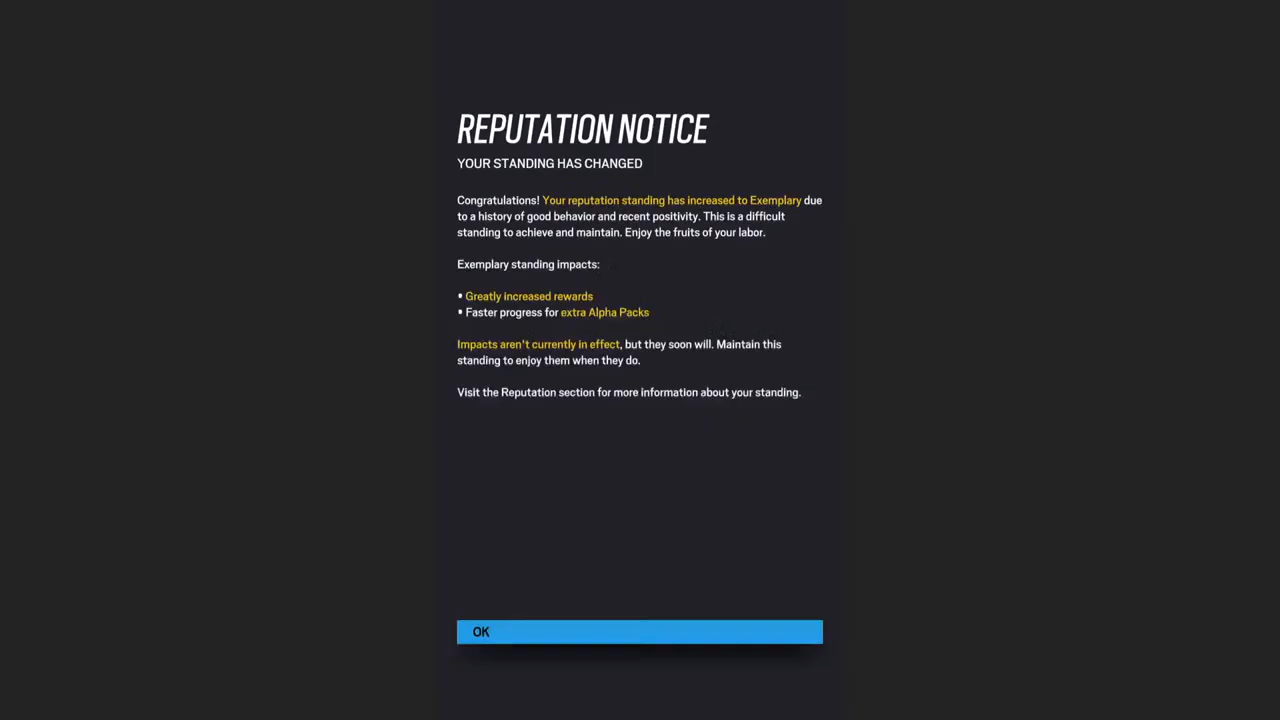 REPUTATION NOTICE
YOUR STANDING HAS CHANGED
Congratulations! Your reputation standing has increased to Exemplary due
to a history of good behavior and recent positivity. This is a difficult
standing to achieve and maintain. Enjoy the fruits of your labor.
Exemplary standing impacts:
• Greatly increased rewards
• Faster progress for extra Alpha Packs
Impacts aren't currently in effect, but they soon will. Maintain this
standing to enjoy them when they do.
Visit the Reputation section for more information about your standing.
OK